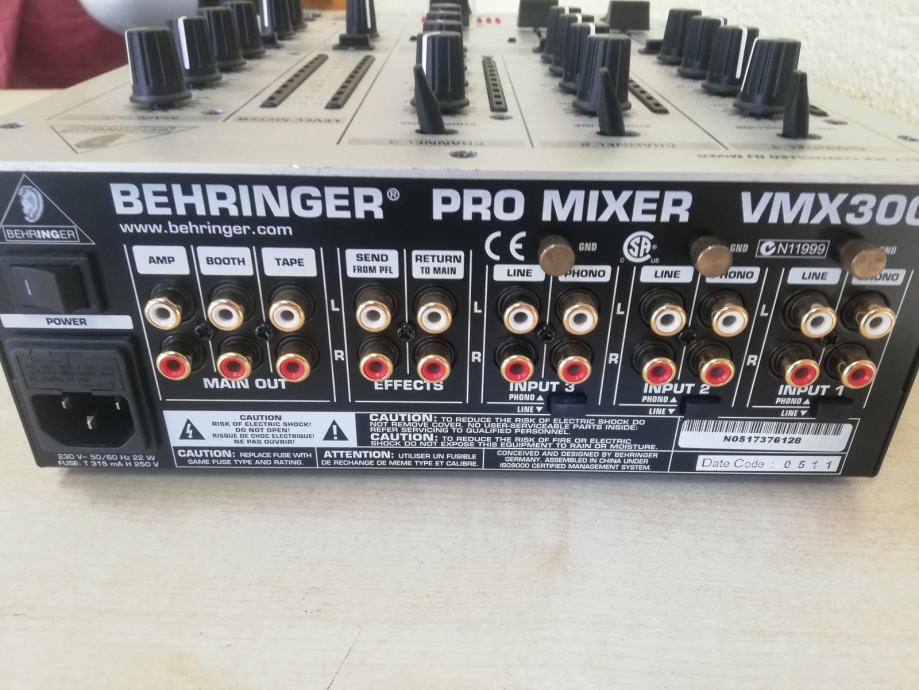 CHANNEL 3
CHANNEL 2
BEHRINGER
BEHRINGER® PRO MIXER VMX300
www.behringer.com
POWER
AMP BOOTH TAPE
SEND FROM PFL
RETURN TO MAIN
CE GND
LINE PHONO
SA GND
C US
LINE PHONO
N11999
LINE PHONO
L L L L
R R R R
MAIN OUT
EFFECTS
INPUT 3
PHONO ▲
LINE ▼
INPUT 2
PHONO ▲
LINE ▼
INPUT 1
PHONO ▲
LINE ▼
230 V~ 50/60 Hz 22 W
FUSE: T 315 mA H 250 V
CAUTION
RISK OF ELECTRIC SHOCK!
DO NOT OPEN!
RISQUE DE CHOC ELECTRIQUE!
NE PAS OUVRIR!
CAUTION: TO REDUCE THE RISK OF ELECTRIC SHOCK DO
NOT REMOVE COVER. NO USER-SERVICEABLE PARTS INSIDE:
REFER SERVICING TO QUALIFIED PERSONNEL.
CAUTION: TO REDUCE THE RISK OF FIRE OR ELECTRIC
SHOCK DO NOT EXPOSE THIS EQUIPMENT TO RAIN OR MOISTURE.
CAUTION: REPLACE FUSE WITH
SAME FUSE TYPE AND RATING.
ATTENTION: UTILISER UN FUSIBLE
DE RECHANGE DE MEME TYPE ET CALIBRE.
CONCEIVED AND DESIGNED BY BEHRINGER
GERMANY. ASSEMBLED IN CHINA UNDER
ISO9000 CERTIFIED MANAGEMENT SYSTEM.
N0517376128
Date Code : 0511